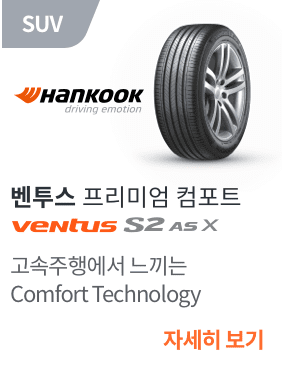 SUV
HANKOOK
driving emotion
벤투스 프리미엄 컴포트
ventus S2 AS X
고속주행에서 느끼는
Comfort Technology
자세히 보기